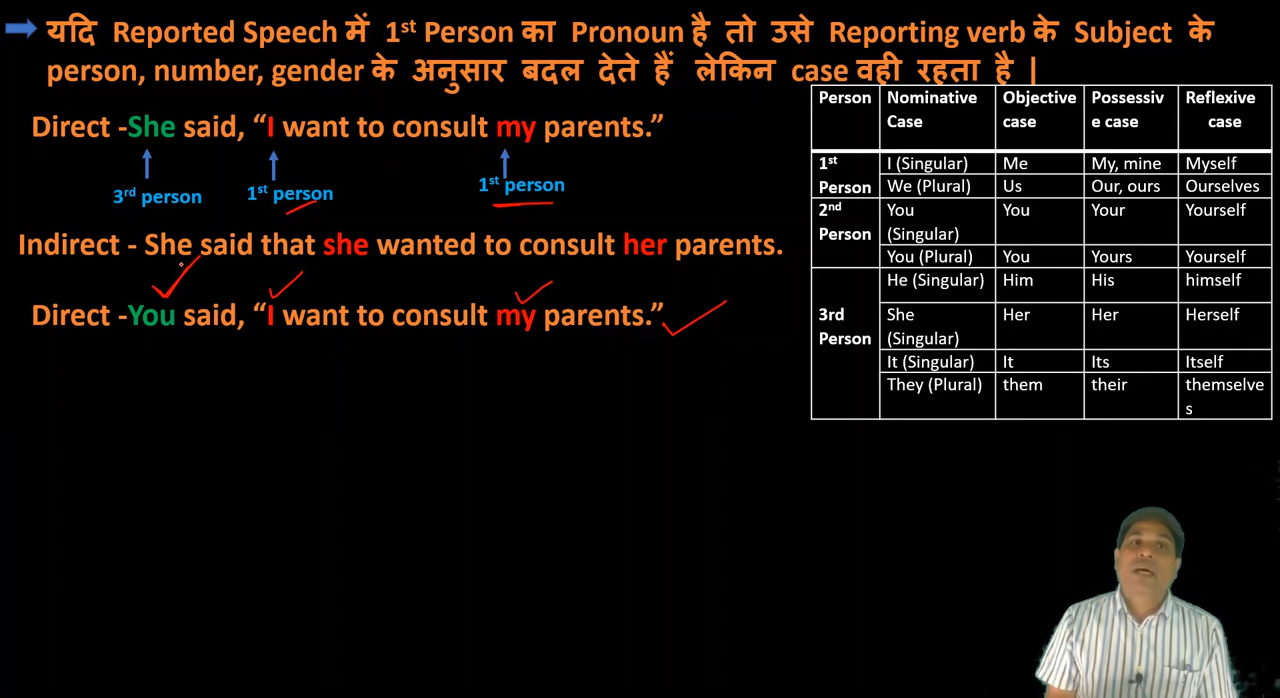 यदि Reported Speech में 1st Person का Pronoun है तो उसे Reporting verb के Subject के
person, number, gender के अनुसार बदल देते हैं लेकिन case वही रहता है |
Direct -She said, “I want to consult my parents.”
3rd person 1st person 1st person
Indirect - She said that she wanted to consult her parents.
Direct -You said, “I want to consult my parents.”
Person Nominative Case Objective case Possessiv e case Reflexive case
1st Person I (Singular) Me My, mine Myself
We (Plural) Us Our, ours Ourselves
2nd Person You (Singular) You Your Yourself
You (Plural) You Yours Yourself
3rd Person He (Singular) Him His himself
She (Singular) Her Her Herself
It (Singular) It Its Itself
They (Plural) them their themselve s